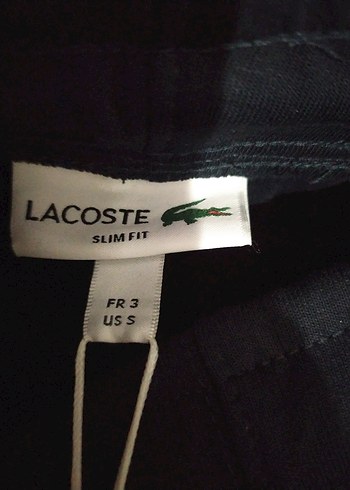 LACOSTE
SLIM FIT
FR 3
US S